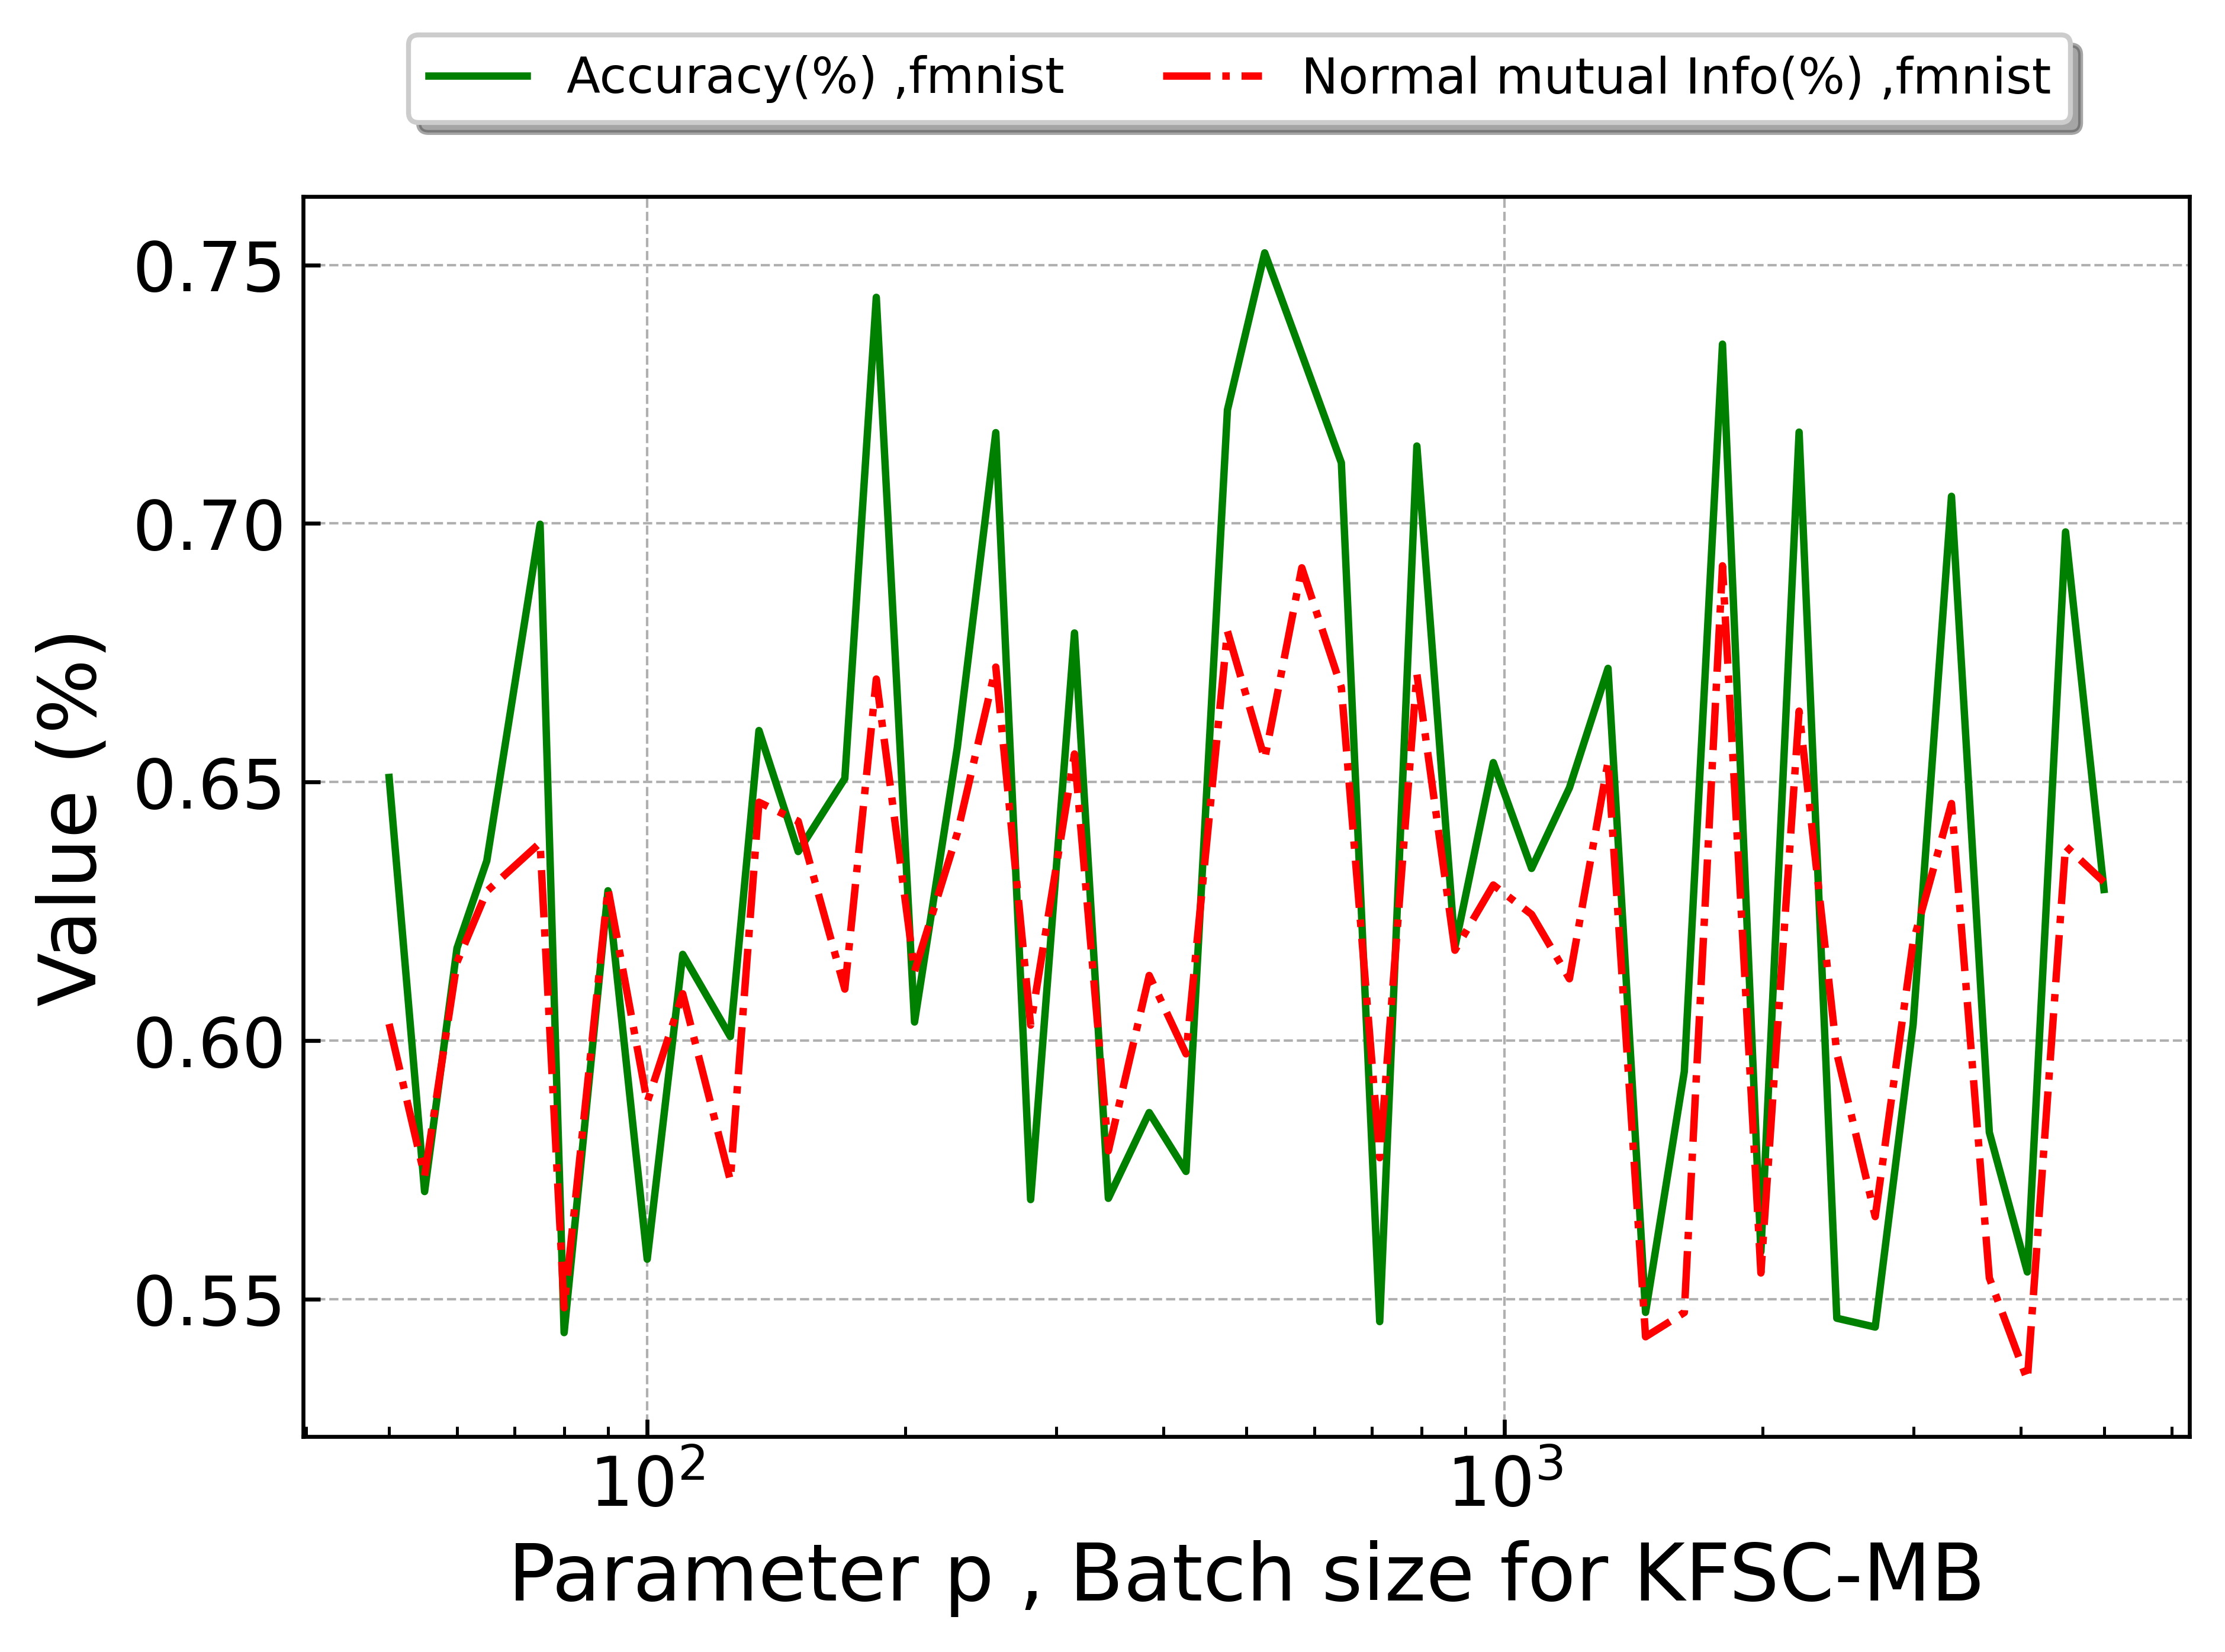 Accuracy(%) ,fmnist Normal mutual Info(%) ,fmnist
Value (%)
0.75
0.70
0.65
0.60
0.55
10² 10³
Parameter p , Batch size for KFSC-MB